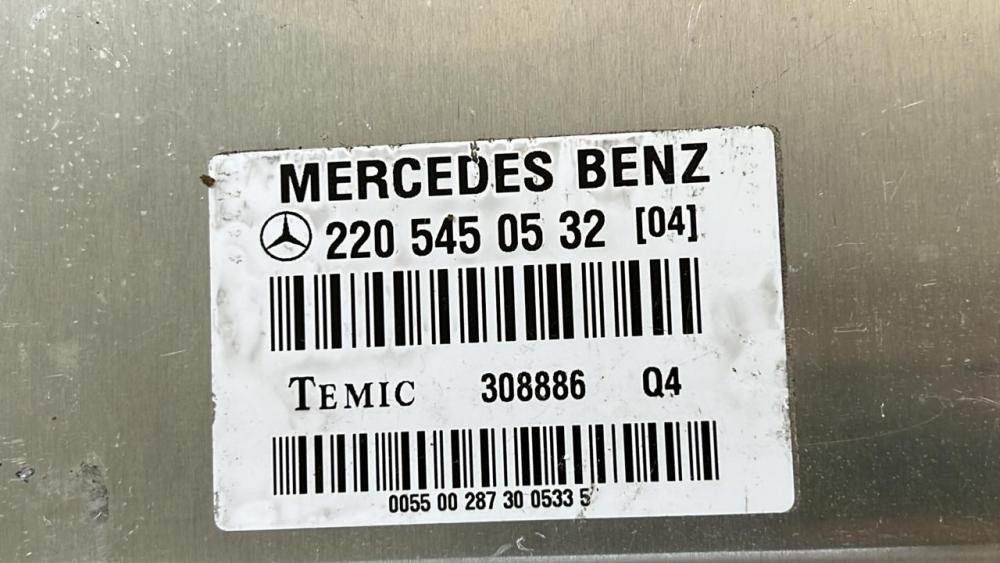 MERCEDES BENZ
220 545 05 32 [04]
TEMIC 308886 Q4
0055 00 287 30 0533 5